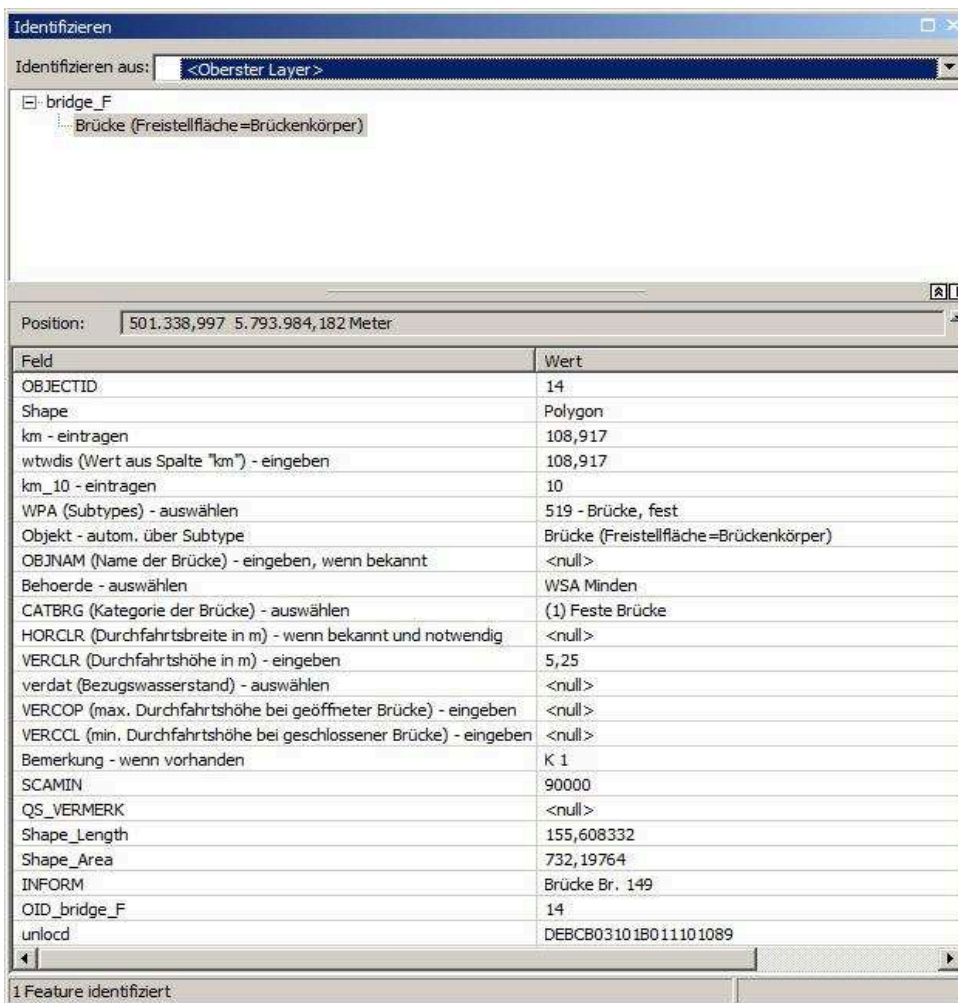 Identifizieren
Identifizieren aus: <Oberster Layer>
bridge_F
Brücke (Freistellfläche=Brückenkörper)
Position: 501.338,997 5.793.984,182 Meter
Feld Wert
OBJECTID 14
Shape Polygon
km - eintragen 108,917
wtwdis (Wert aus Spalte "km") - eingeben 108,917
km_10 - eintragen 10
WPA (Subtypes) - auswählen 519 - Brücke, fest
Objekt - autom. über Subtype Brücke (Freistellfläche=Brückenkörper)
OBJNAM (Name der Brücke) - eingeben, wenn bekannt <null>
Behoerde - auswählen WSA Minden
CATBRG (Kategorie der Brücke) - auswählen (1) Feste Brücke
HORCLR (Durchfahrtsbreite in m) - wenn bekannt und notwendig <null>
VERCLR (Durchfahrtshöhe in m) - eingeben 5,25
verdat (Bezugswasserstand) - auswählen <null>
VERCOP (max. Durchfahrtshöhe bei geöffneter Brücke) - eingeben <null>
VERCCL (min. Durchfahrtshöhe bei geschlossener Brücke) - eingeben <null>
Bemerkung - wenn vorhanden K 1
SCAMIN 90000
QS_VERMERK <null>
Shape_Length 155,608332
Shape_Area 732,19764
INFORM Brücke Br. 149
OID_bridge_F 14
unlocd DEBCB03101B011101089
1 Feature identifiziert